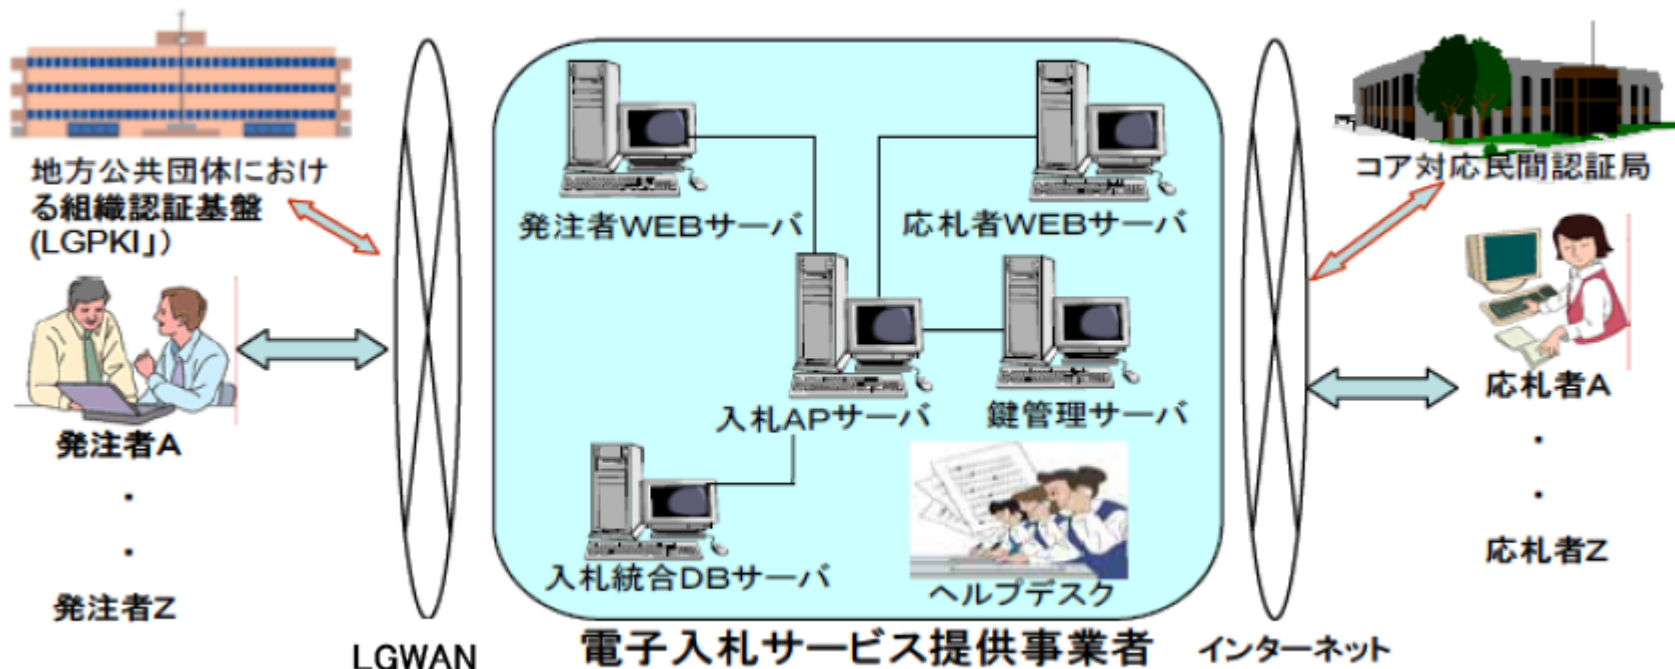 地方公共団体におけ
る組織認証基盤
(LGPKI」)
発注者A
・
・
発注者Z
LGWAN
発注者WEBサーバ
応札者WEBサーバ
入札APサーバ
鍵管理サーバ
入札統合DBサーバ
ヘルプデスク
電子入札サービス提供事業者
インターネット
コア対応民間認証局
応札者A
・
・
応札者Z